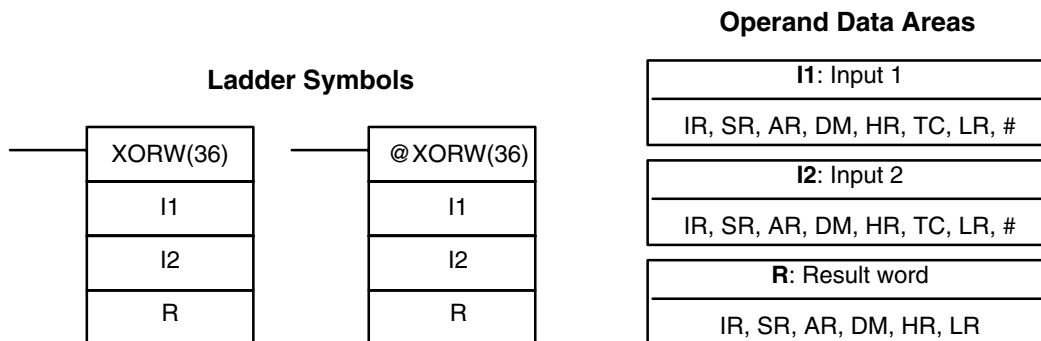 Ladder Symbols
XORW(36)
I1
I2
R
@XORW(36)
I1
I2
R
Operand Data Areas
I1: Input 1
IR, SR, AR, DM, HR, TC, LR, #
I2: Input 2
IR, SR, AR, DM, HR, TC, LR, #
R: Result word
IR, SR, AR, DM, HR, LR